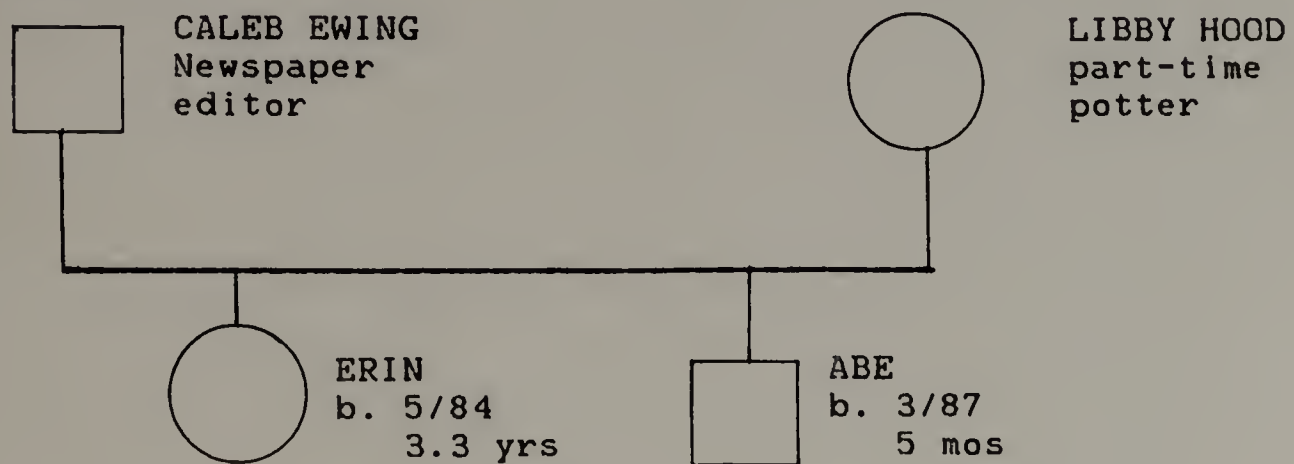 CALEB EWING
Newspaper
editor
LIBBY HOOD
part-time
potter
ERIN
b. 5/84
3.3 yrs
ABE
b. 3/87
5 mos